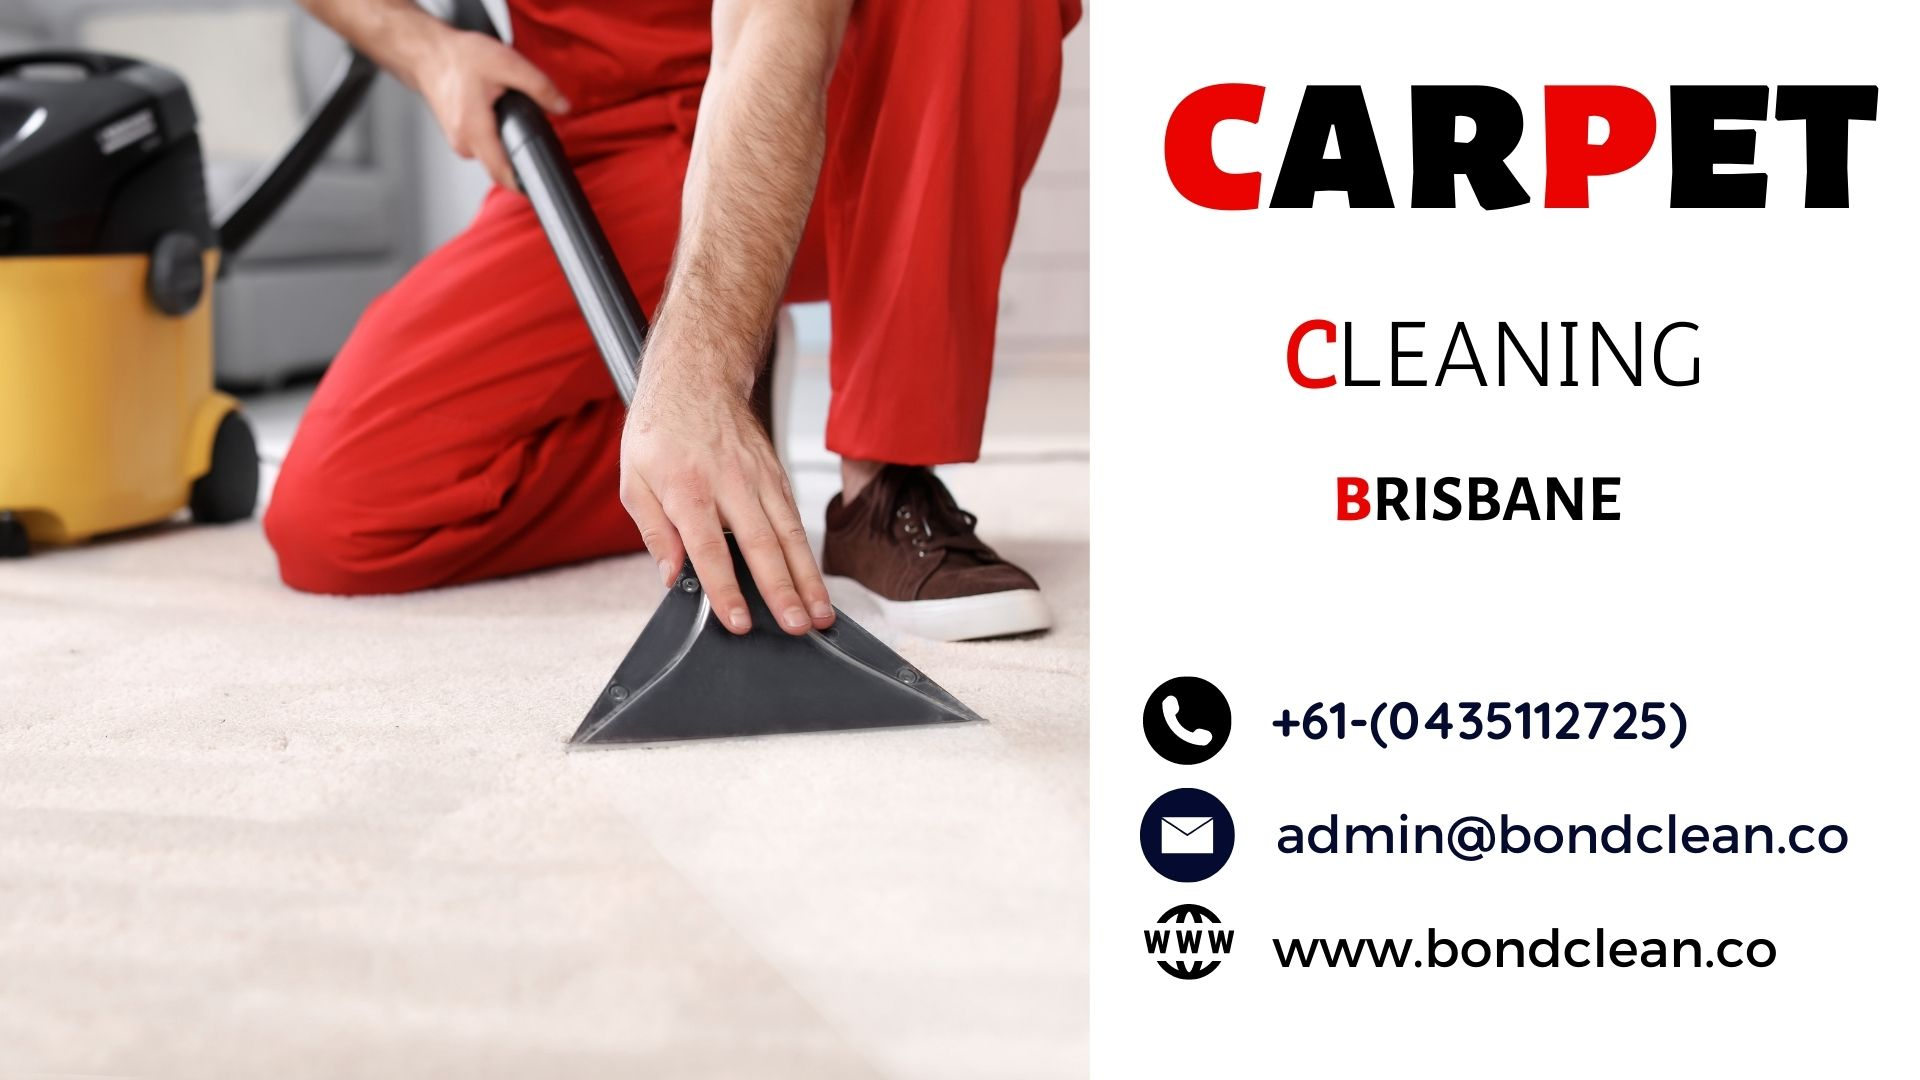 CARPET
CLEANING
BRISBANE
+61-(0435112725)
admin@bondclean.co
WWW
www.bondclean.co